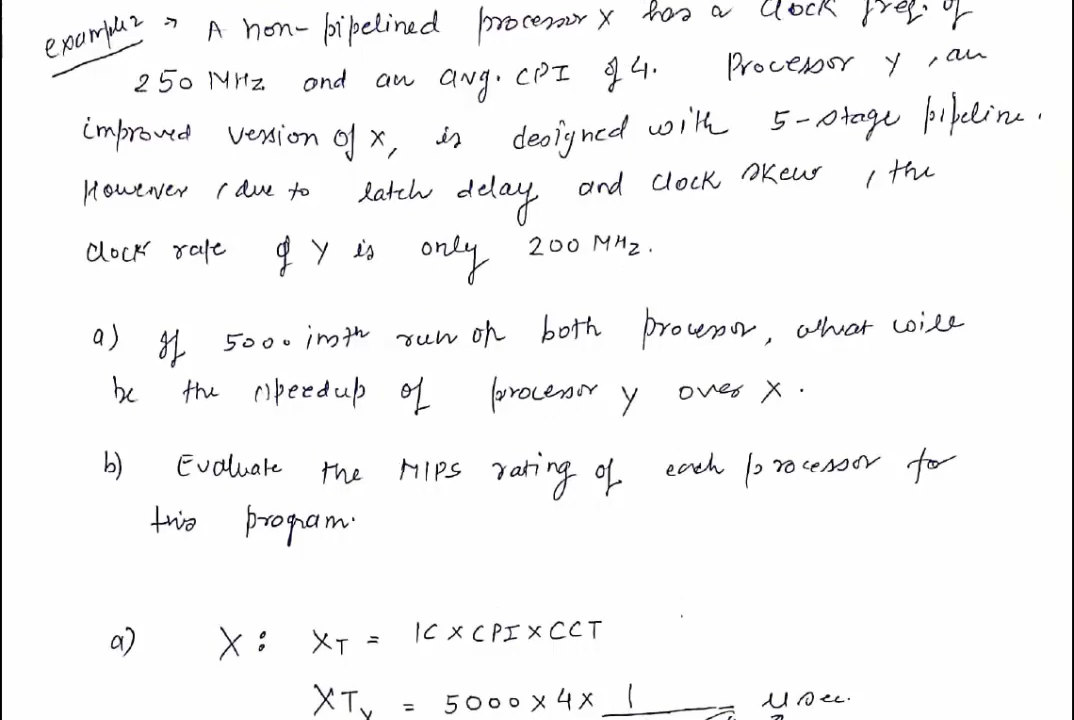 example2 → A non-pipelined processor X has a clock freq. of
250 MHz and an avg. CPI of 4. Processor Y, an
improved version of X, is designed with 5-stage pipeline.
However, due to latch delay and clock skew, the
clock rate of Y is only 200 MHz.
a) If 5000 instn run on both processor, what will
be the speedup of processor Y over X.
b) Evaluate the MIPS rating of each processor for
this program.
a) X: XT = IC X CPI X CCT
XTx = 5000 x 4 x 1 μsec.